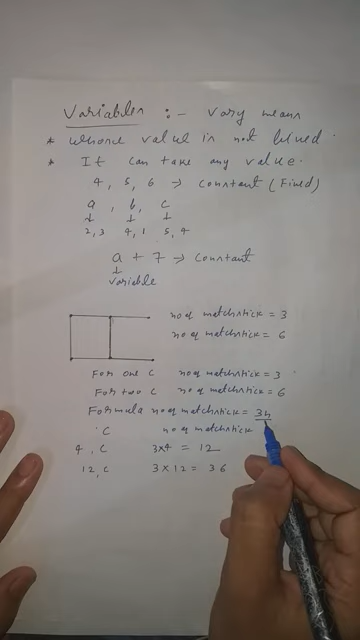 Variables :- Vary means
* whose value is not fixed.
* It can take any value.
4, 5, 6 → constant (Fixed)
a, b, c
↓ ↓ ↓
2,3 4,1 5,4
a + 7 → constant
↓
Variable
no of matchstick = 3
no of matchstick = 6
For one C no of matchstick = 3
For two C no of matchstick = 6
Formula no of matchstick = 3n
C no of matchstick
4, C 3×4 = 12
12, C 3 × 12 = 36